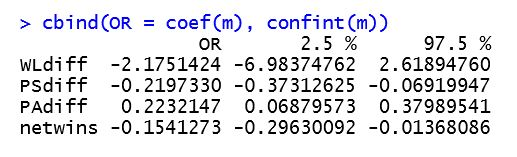 > cbind(OR = coef(m), confint(m))
OR 2.5 % 97.5 %
WLdiff -2.1751424 -6.98374762 2.61894760
PSdiff -0.2197330 -0.37312625 -0.06919947
PAdiff 0.2232147 0.06879573 0.37989541
netwins -0.1541273 -0.29630092 -0.01368086